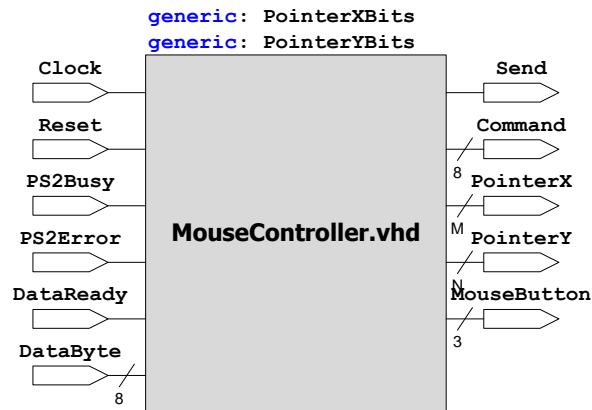 generic: PointerXBits
generic: PointerYBits
Clock
Send
Reset
Command
8
PS2Busy
PointerX
M
MouseController.vhd
PS2Error
PointerY
N
DataReady
MouseButton
3
DataByte
8